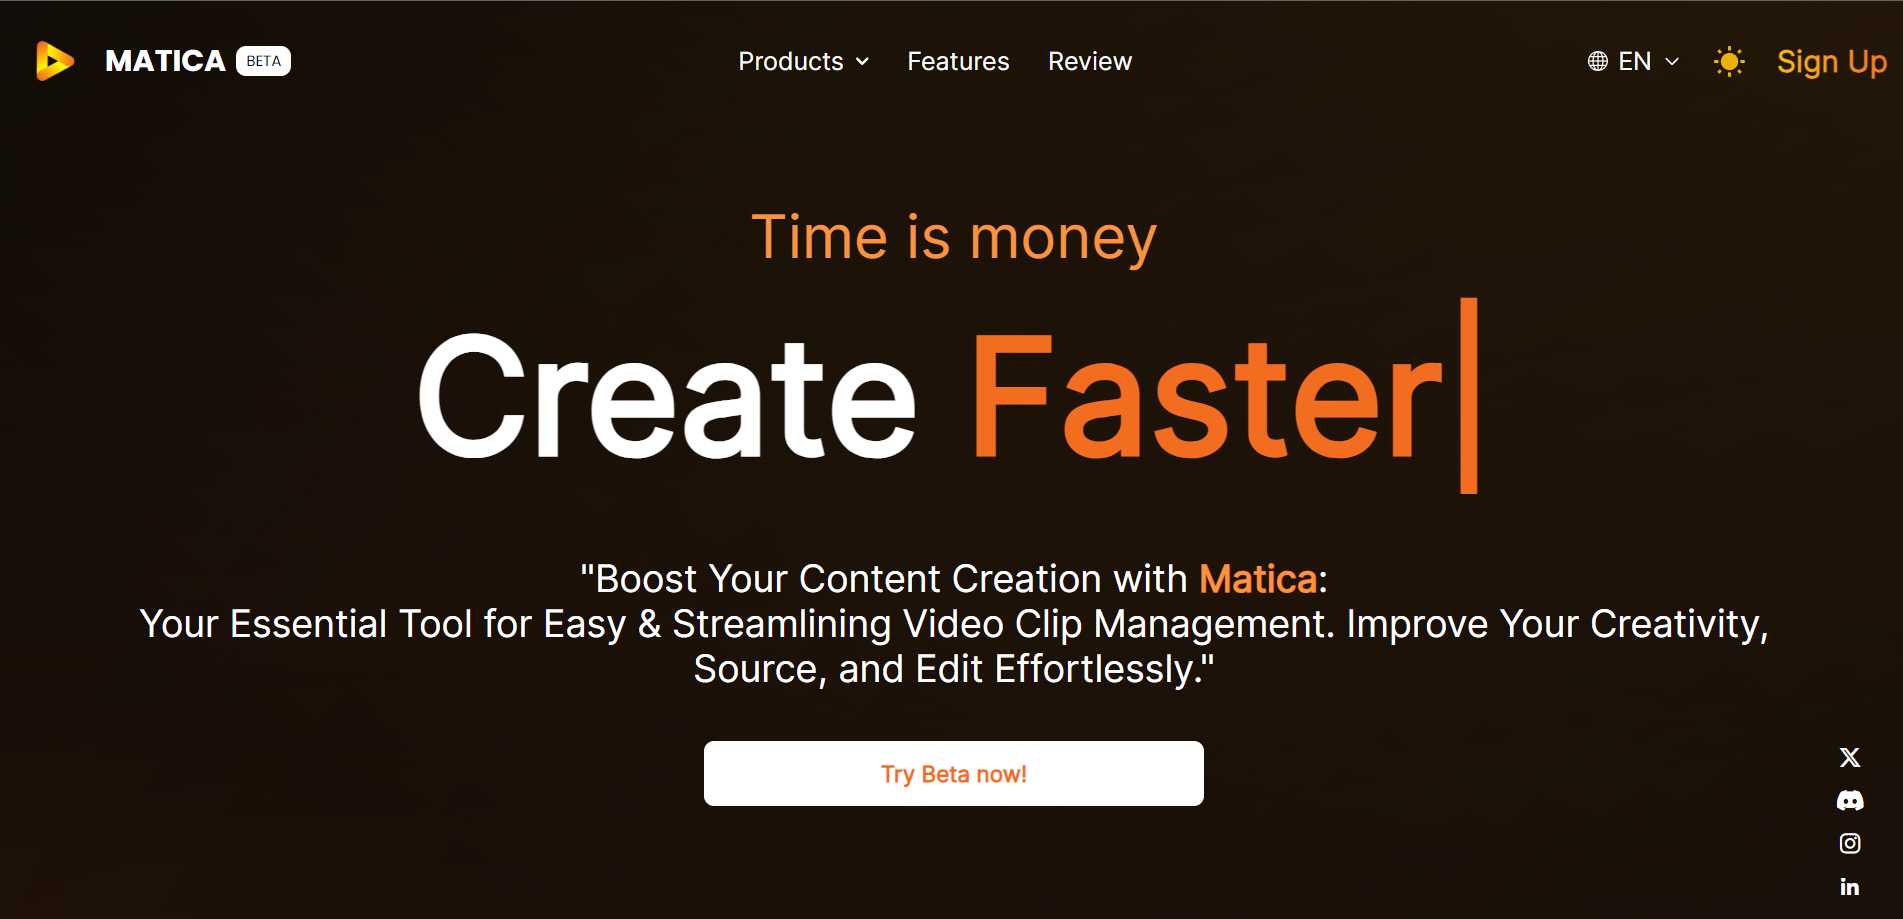 MATICA BETA
Products Features Review
EN Sign Up
Time is money
Create Faster
"Boost Your Content Creation with Matica:
Your Essential Tool for Easy & Streamlining Video Clip Management. Improve Your Creativity,
Source, and Edit Effortlessly."
Try Beta now!